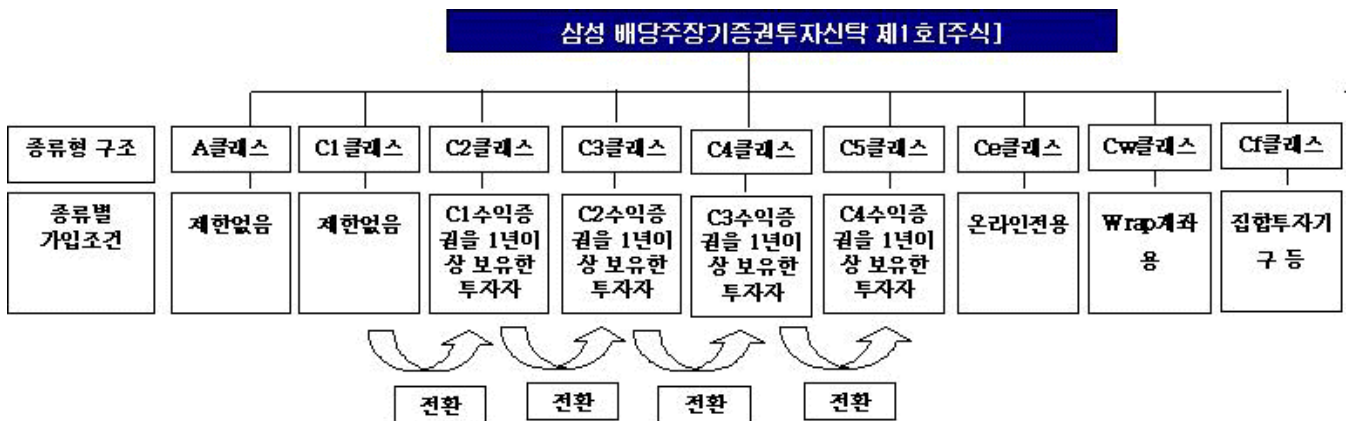 삼성 배당주장기증권투자신탁 제1호[주식]
종류형 구조
A클래스
C1클래스
C2클래스
C3클래스
C4클래스
C5클래스
Ce클래스
Cw클래스
Cf클래스
종류별
가입조건
제한없음
제한없음
C1수익증
권을 1년이
상 보유한
투자자
C2수익증
권을 1년이
상 보유한
투자자
C3수익증
권을 1년이
상 보유한
투자자
C4수익증
권을 1년이
상 보유한
투자자
온라인전용
Wrap계좌
용
집합투자기
구 등
전환
전환
전환
전환